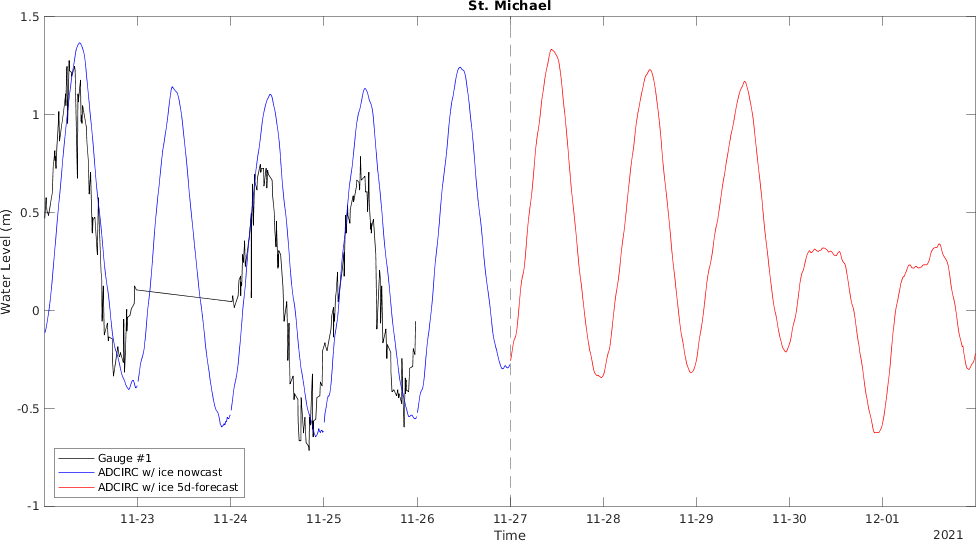 St. Michael
1.5
1
0.5
0
-0.5
-1
Water Level (m)
Gauge #1
ADCIRC w/ ice nowcast
ADCIRC w/ ice 5d-forecast
11-23 11-24 11-25 11-26 11-27 11-28 11-29 11-30 12-01
Time
2021